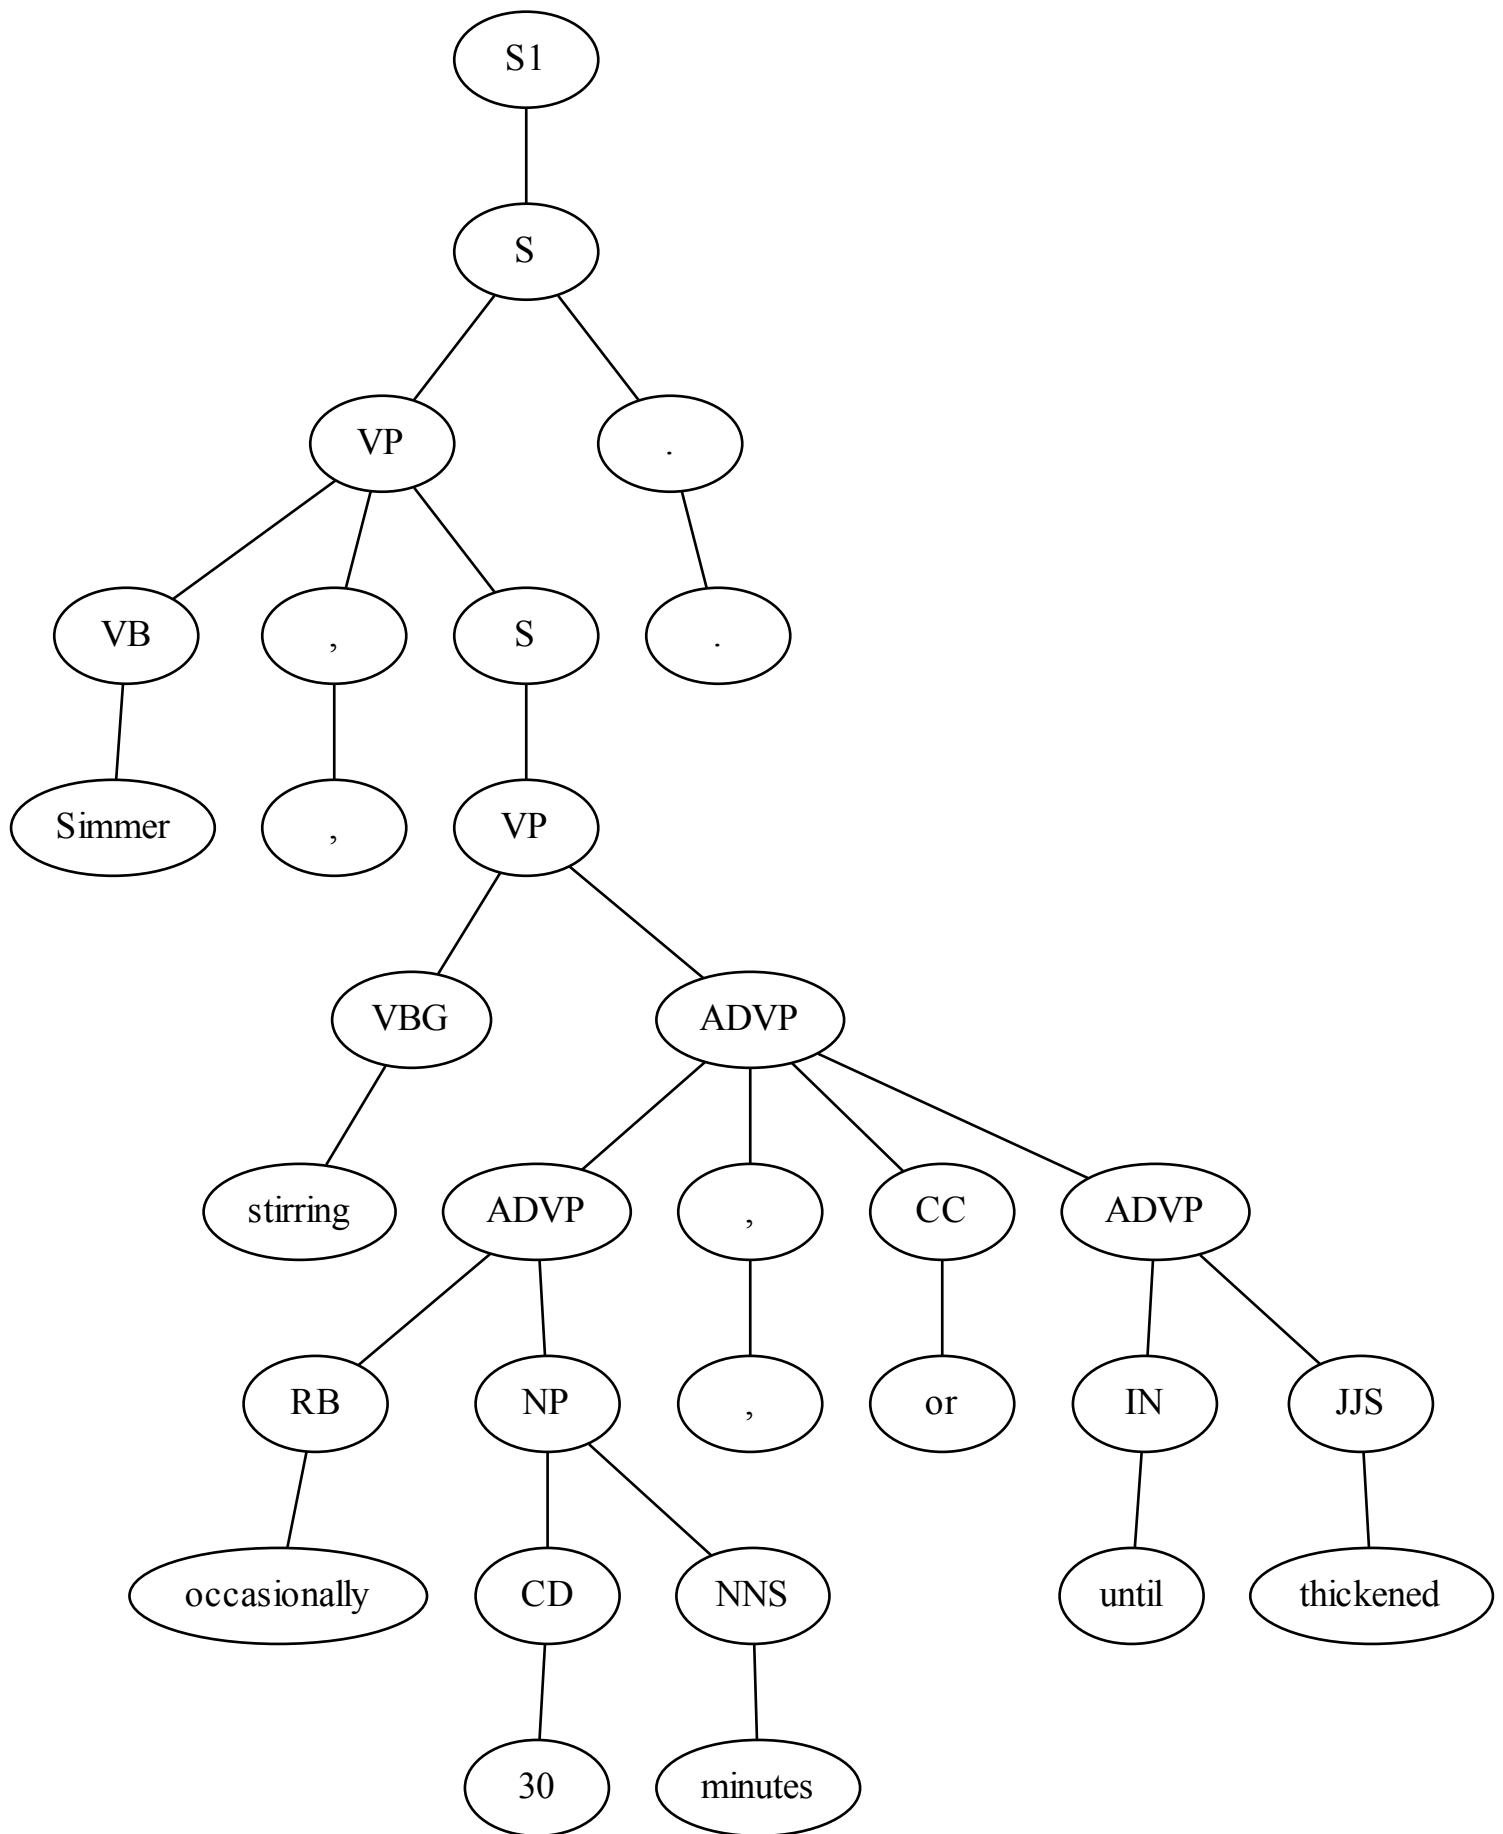 S1
S
VP .
VB , S .
Simmer , VP
VBG ADVP
stirring ADVP , CC ADVP
RB NP , or IN JJS
occasionally CD NNS until thickened
30 minutes